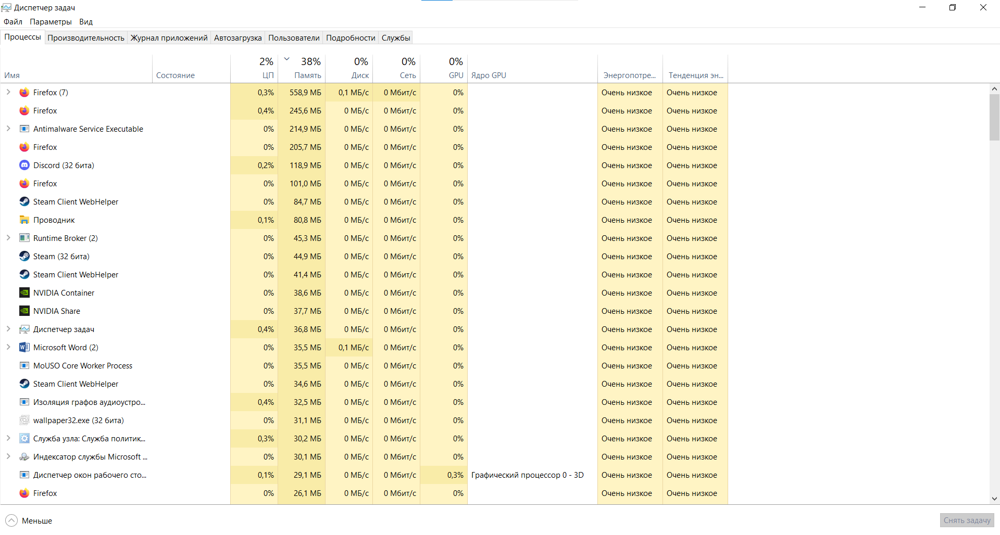 Диспетчер задач
Файл Параметры Вид
Процессы Производительность Журнал приложений Автозагрузка Пользователи Подробности Службы
2% 38% 0% 0% 0%
Имя Состояние ЦП Память Диск Сеть GPU Ядро GPU Энергопотре... Тенденция эн...
Firefox (7) 0,3% 558,9 МБ 0,1 МБ/с 0 Мбит/с 0% Очень низкое Очень низкое
Firefox 0,4% 245,6 МБ 0 МБ/с 0 Мбит/с 0% Очень низкое Очень низкое
Antimalware Service Executable 0% 214,9 МБ 0 МБ/с 0 Мбит/с 0% Очень низкое Очень низкое
Firefox 0% 205,7 МБ 0 МБ/с 0 Мбит/с 0% Очень низкое Очень низкое
Discord (32 бита) 0,2% 118,9 МБ 0 МБ/с 0 Мбит/с 0% Очень низкое Очень низкое
Firefox 0% 101,0 МБ 0 МБ/с 0 Мбит/с 0% Очень низкое Очень низкое
Steam Client WebHelper 0% 84,7 МБ 0 МБ/с 0 Мбит/с 0% Очень низкое Очень низкое
Проводник 0,1% 80,8 МБ 0 МБ/с 0 Мбит/с 0% Очень низкое Очень низкое
Runtime Broker (2) 0% 45,3 МБ 0 МБ/с 0 Мбит/с 0% Очень низкое Очень низкое
Steam (32 бита) 0% 44,9 МБ 0 МБ/с 0 Мбит/с 0% Очень низкое Очень низкое
Steam Client WebHelper 0% 41,4 МБ 0 МБ/с 0 Мбит/с 0% Очень низкое Очень низкое
NVIDIA Container 0% 38,6 МБ 0 МБ/с 0 Мбит/с 0% Очень низкое Очень низкое
NVIDIA Share 0% 37,7 МБ 0 МБ/с 0 Мбит/с 0% Очень низкое Очень низкое
Диспетчер задач 0,4% 36,8 МБ 0 МБ/с 0 Мбит/с 0% Очень низкое Очень низкое
Microsoft Word (2) 0% 35,5 МБ 0,1 МБ/с 0 Мбит/с 0% Очень низкое Очень низкое
MoUSO Core Worker Process 0% 35,5 МБ 0 МБ/с 0 Мбит/с 0% Очень низкое Очень низкое
Steam Client WebHelper 0% 34,6 МБ 0 МБ/с 0 Мбит/с 0% Очень низкое Очень низкое
Изоляция графов аудиоустро... 0,4% 32,5 МБ 0 МБ/с 0 Мбит/с 0% Очень низкое Очень низкое
wallpaper32.exe (32 бита) 0% 31,1 МБ 0 МБ/с 0 Мбит/с 0% Очень низкое Очень низкое
Служба узла: Служба политик... 0,3% 30,2 МБ 0 МБ/с 0 Мбит/с 0% Очень низкое Очень низкое
Индексатор службы Microsoft ... 0% 30,1 МБ 0 МБ/с 0 Мбит/с 0% Очень низкое Очень низкое
Диспетчер окон рабочего сто... 0,1% 29,1 МБ 0 МБ/с 0 Мбит/с 0,3% Графический процессор 0 - 3D Очень низкое Очень низкое
Firefox 0% 26,1 МБ 0 МБ/с 0 Мбит/с 0% Очень низкое Очень низкое
Меньше Снять задачу